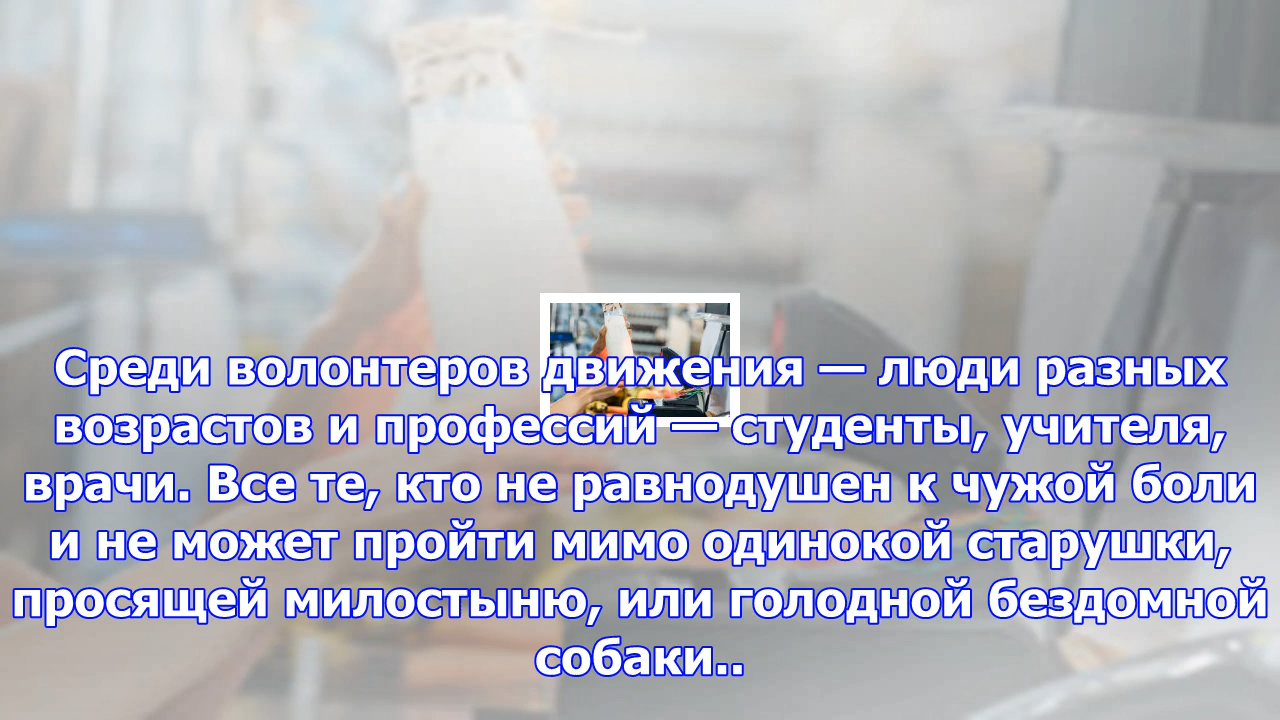 Среди волонтеров движения — люди разных
возрастов и профессий — студенты, учителя,
врачи. Все те, кто не равнодушен к чужой боли
и не может пройти мимо одинокой старушки,
просящей милостыню, или голодной бездомной
собаки..